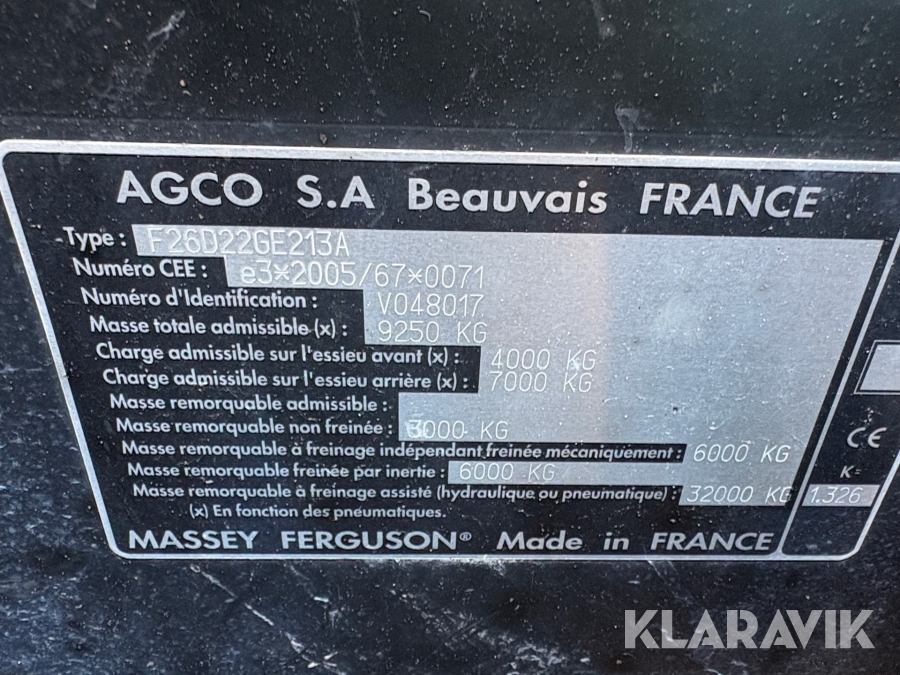 AGCO S.A Beauvais FRANCE
Type : F26D22GE213A
Numéro CEE : e3*2005/67*0071
Numéro d'Identification : V048017
Masse totale admissible (x) : 9250 KG
Charge admissible sur l'essieu avant (x) : 4000 KG
Charge admissible sur l'essieu arrière (x) : 7000 KG
Masse remorquable admissible :
Masse remorquable non freinée : 3000 KG
Masse remorquable à freinage indépendant freinée mécaniquement : 6000 KG
Masse remorquable freinée par inertie : 6000 KG
Masse remorquable à freinage assisté (hydraulique ou pneumatique) : 32000 KG
(x) En fonction des pneumatiques.
MASSEY FERGUSON® Made in FRANCE
CE
K=
1.326
KLARAVIK